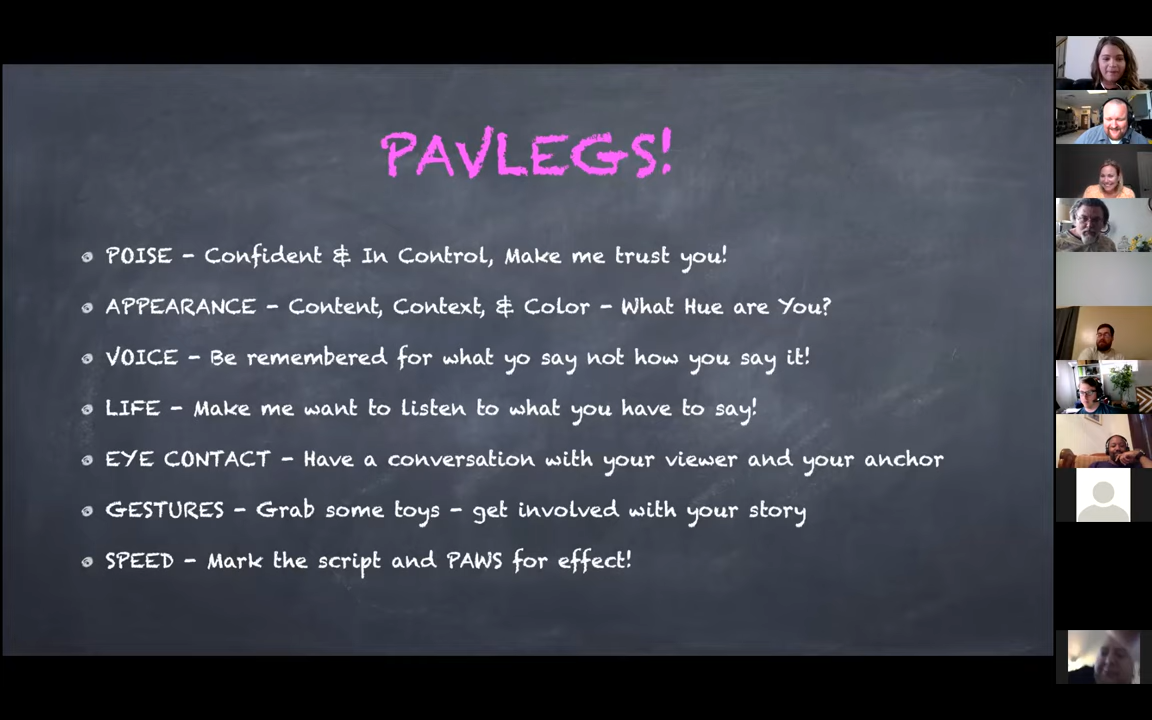 PAVLEGS!
POISE - Confident & In Control, Make me trust you!
APPEARANCE - Content, Context, & Color - What Hue are You?
VOICE - Be remembered for what yo say not how you say it!
LIFE - Make me want to listen to what you have to say!
EYE CONTACT - Have a conversation with your viewer and your anchor
GESTURES - Grab some toys - get involved with your story
SPEED - Mark the script and PAWS for effect!